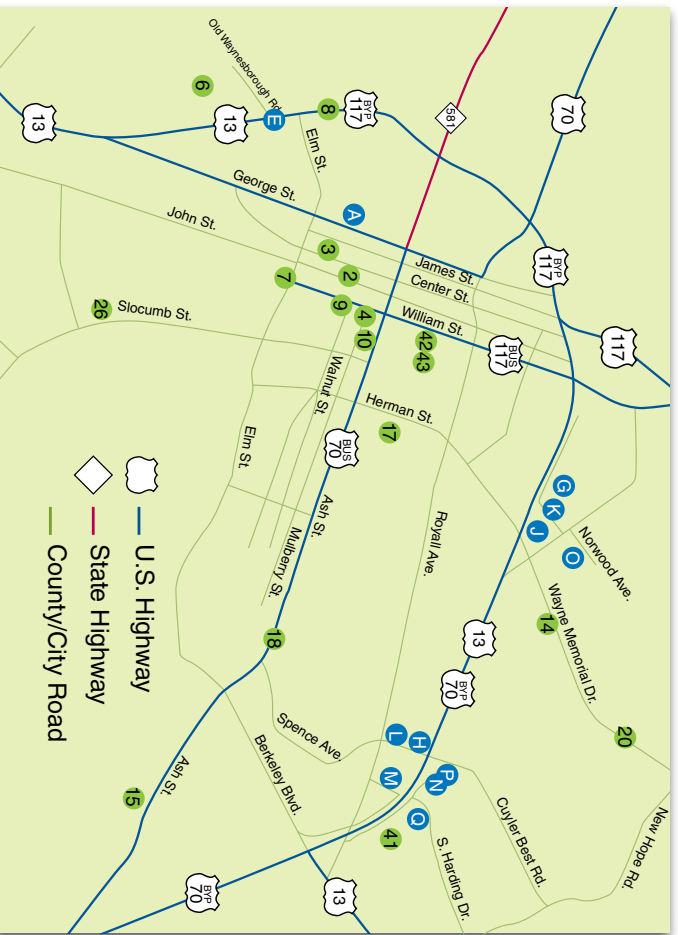 New Hope Rd.
117
20
Norwood Ave.
70
G
O
Wayne Memorial Dr.
BYP
117
K
14
J
Cuyler Best Rd.
BUS
117
13
BYP
70
581
S. Harding Dr.
James St.
Center St.
William St.
Royall Ave.
P
N
42
43
H
Q
Herman St.
17
L
M
41
BYP
117
A
2
4
10
9
BUS
70
13
8
3
Walnut St.
Ash St.
Elm St.
Spence Ave.
Mulberry St.
7
E
18
Berkeley Blvd.
George St.
Elm St.
Old Waynesborough Rd.
13
6
BYP
70
John St.
Slocumb St.
Ash St.
26
15
13
U.S. Highway
State Highway
County/City Road